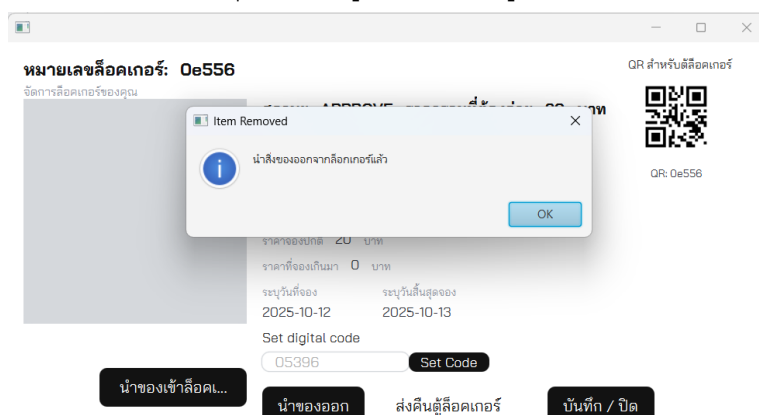 หมายเลขล็อคเกอร์: 0e556
จัดการล็อคเกอร์ของคุณ
QR สำหรับตู้ล็อคเกอร์
QR: 0e556
Item Removed
นำสิ่งของออกจากล็อกเกอร์แล้ว
OK
ราคาจองปกติ 20 บาท
ราคาที่จองเกินมา 0 บาท
ระบุวันที่จอง ระบุวันสิ้นสุดจอง
2025-10-12 2025-10-13
Set digital code
05396 Set Code
นำของเข้าล็อคเ...
นำของออก ส่งคืนตู้ล็อคเกอร์ บันทึก / ปิด